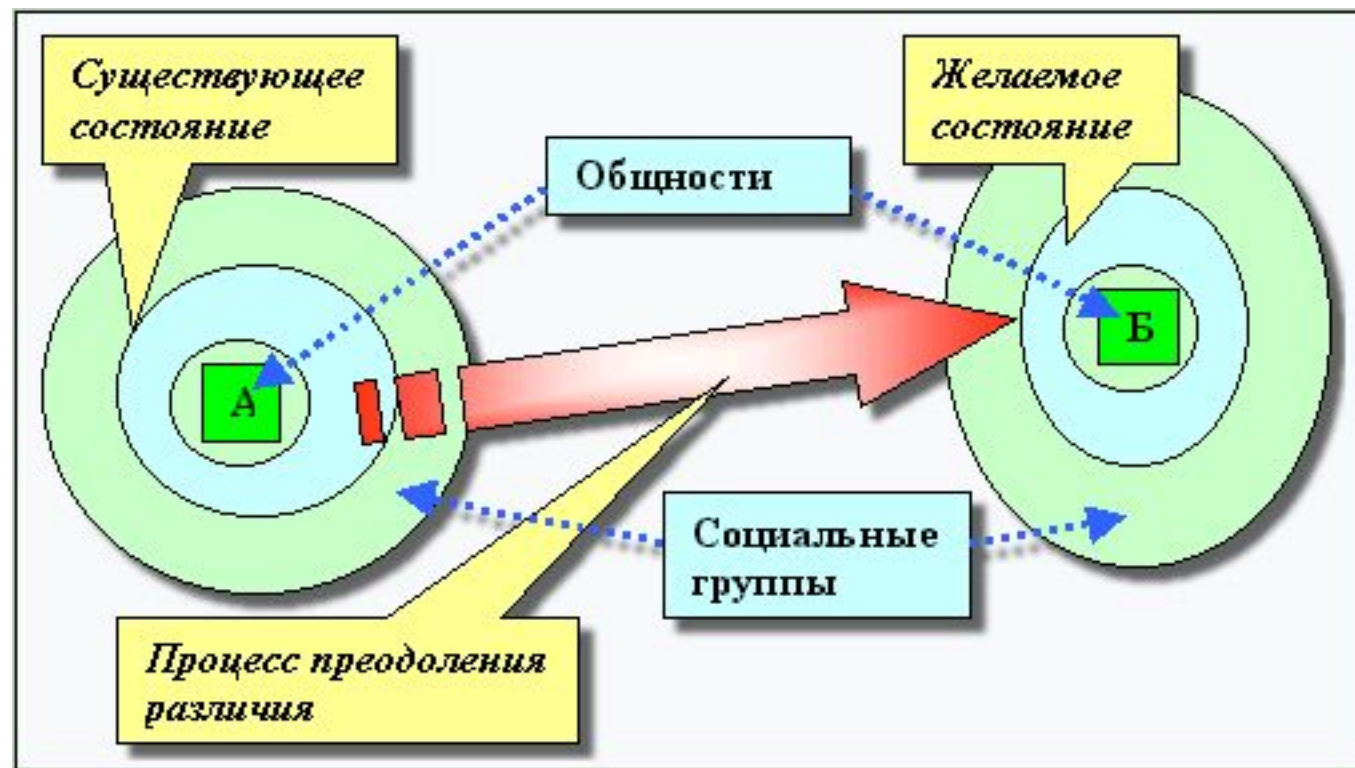 Существующее
состояние
Желаемое
состояние
Общности
А
Б
Социальные
группы
Процесс преодоления
различия